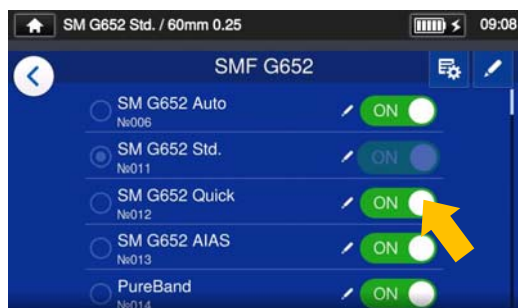 SM G652 Std. / 60mm 0.25
09:08
SMF G652
SM G652 Auto
№006
ON
SM G652 Std.
№011
ON
SM G652 Quick
№012
ON
SM G652 AIAS
№013
ON
PureBand
№014
ON